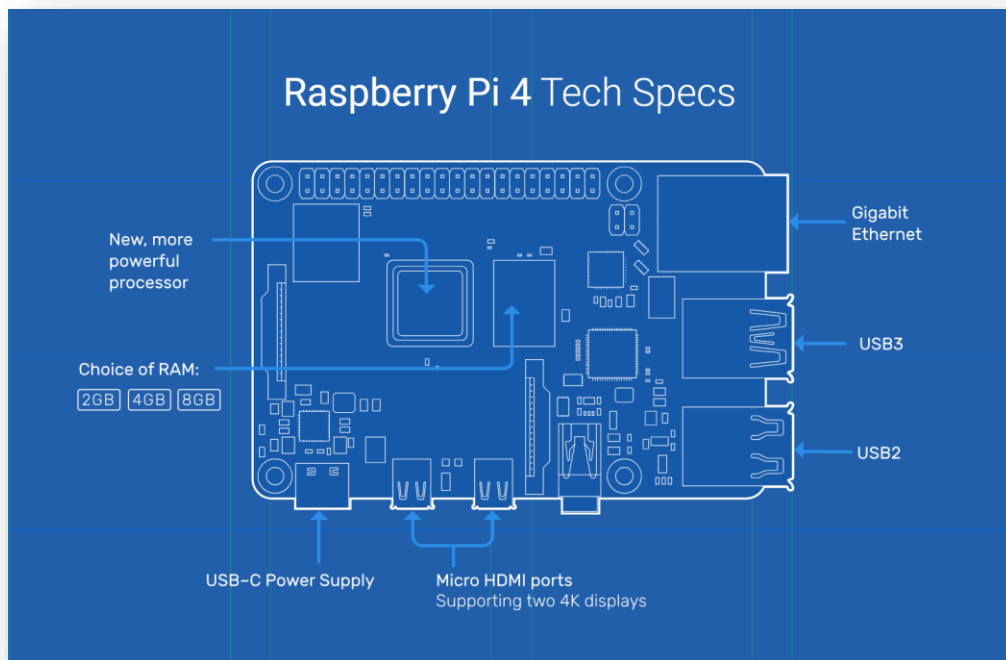 Raspberry Pi 4 Tech Specs
New, more
powerful
processor
Choice of RAM:
2GB 4GB 8GB
USB-C Power Supply
Micro HDMI ports
Supporting two 4K displays
Gigabit
Ethernet
USB3
USB2